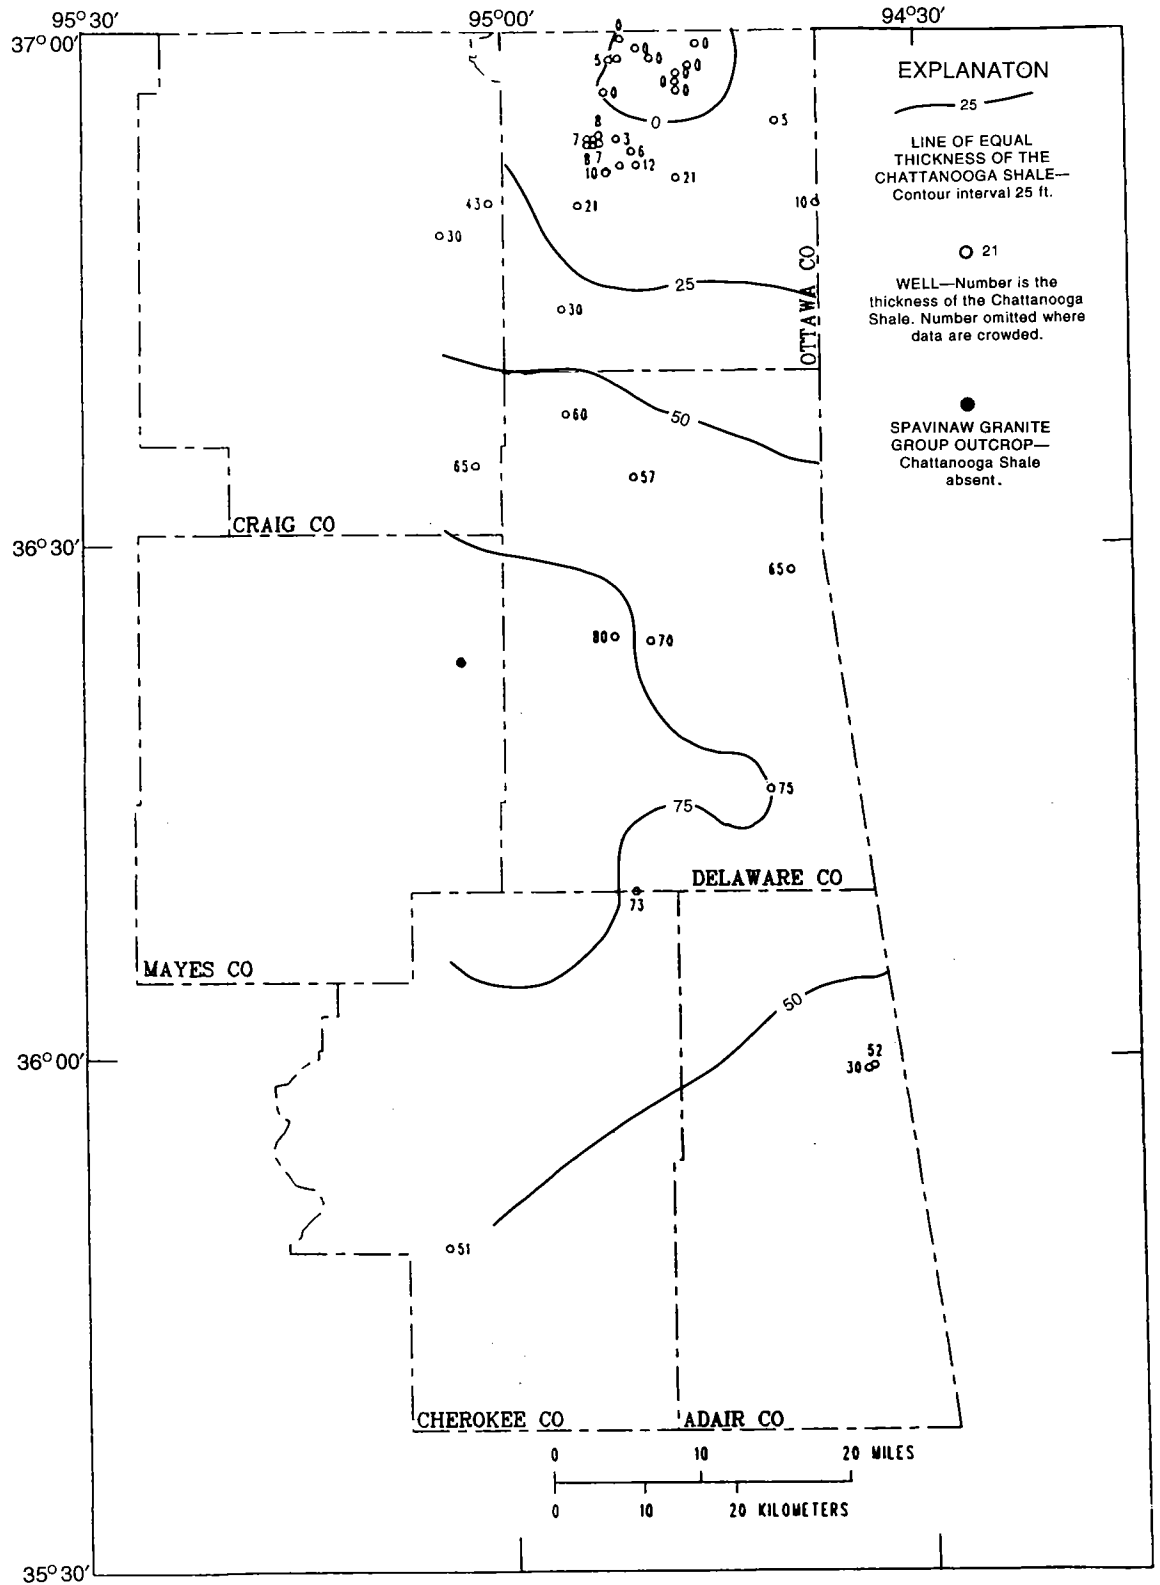 95°30'
95°00'
94°30'
37°00'
0
0
0
5
0
0
0
0
0
0
0
5
8
7
3
6
8 7
12
10
21
43
21
10
30
25
30
OTTAWA CO
50
60
65
57
CRAIG CO
36°30'
65
80
70
75
75
DELAWARE CO
73
MAYES CO
50
36°00'
52
30
51
CHEROKEE CO
ADAIR CO
0 10 20 MILES
0 10 20 KILOMETERS
35°30'
EXPLANATON
25
LINE OF EQUAL
THICKNESS OF THE
CHATTANOOGA SHALE—
Contour interval 25 ft.
21
WELL—Number is the
thickness of the Chattanooga
Shale. Number omitted where
data are crowded.
SPAVINAW GRANITE
GROUP OUTCROP—
Chattanooga Shale
absent.